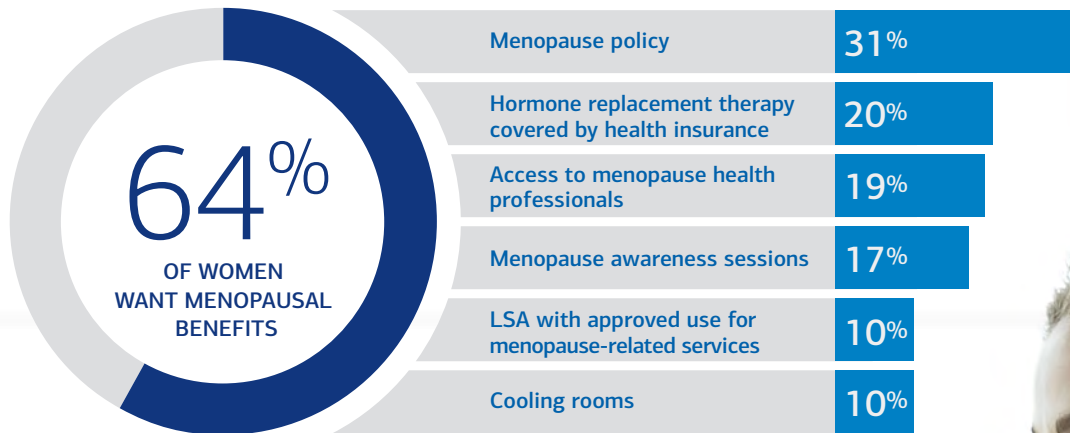 64%
OF WOMEN
WANT MENOPAUSAL
BENEFITS
Menopause policy
31%
Hormone replacement therapy
covered by health insurance
20%
Access to menopause health
professionals
19%
Menopause awareness sessions
17%
LSA with approved use for
menopause-related services
10%
Cooling rooms
10%